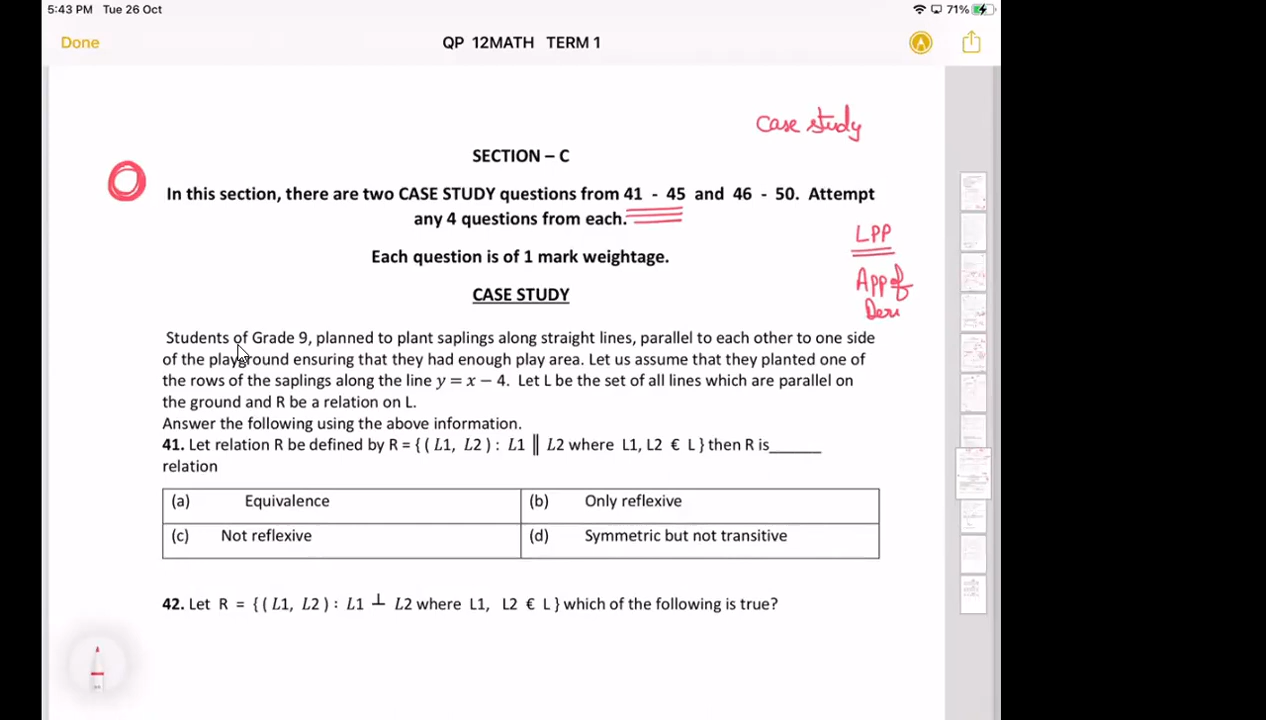 5:43 PM Tue 26 Oct
71%
Done
QP 12MATH TERM 1
Case study
SECTION – C
In this section, there are two CASE STUDY questions from 41 - 45 and 46 - 50. Attempt
any 4 questions from each.
LPP
Each question is of 1 mark weightage.
App of
Deri
CASE STUDY
Students of Grade 9, planned to plant saplings along straight lines, parallel to each other to one side
of the playground ensuring that they had enough play area. Let us assume that they planted one of
the rows of the saplings along the line y = x − 4. Let L be the set of all lines which are parallel on
the ground and R be a relation on L.
Answer the following using the above information.
41. Let relation R be defined by R = { ( L1, L2 ) : L1 ∥ L2 where L1, L2 € L } then R is______
relation
(a) Equivalence (b) Only reflexive
(c) Not reflexive (d) Symmetric but not transitive
42. Let R = { ( L1, L2 ) : L1 ⊥ L2 where L1, L2 € L } which of the following is true?